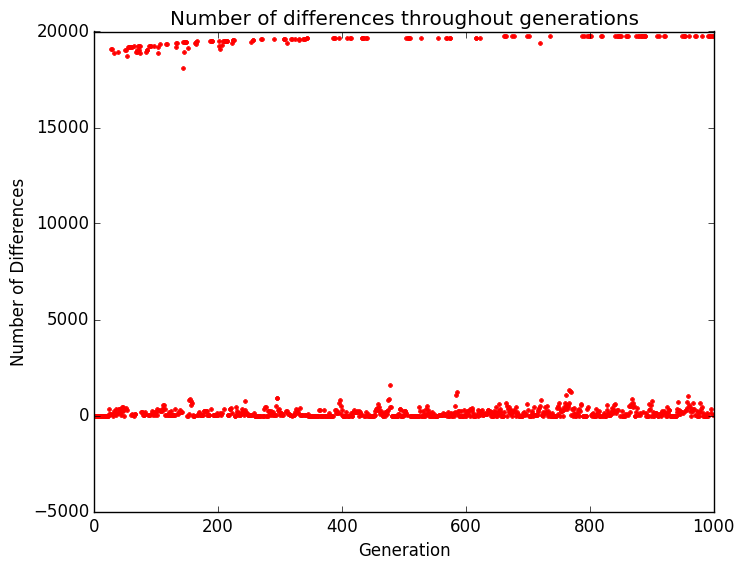 Number of differences throughout generations
20000
15000
10000
5000
0
−5000
Number of Differences
0 200 400 600 800 1000
Generation